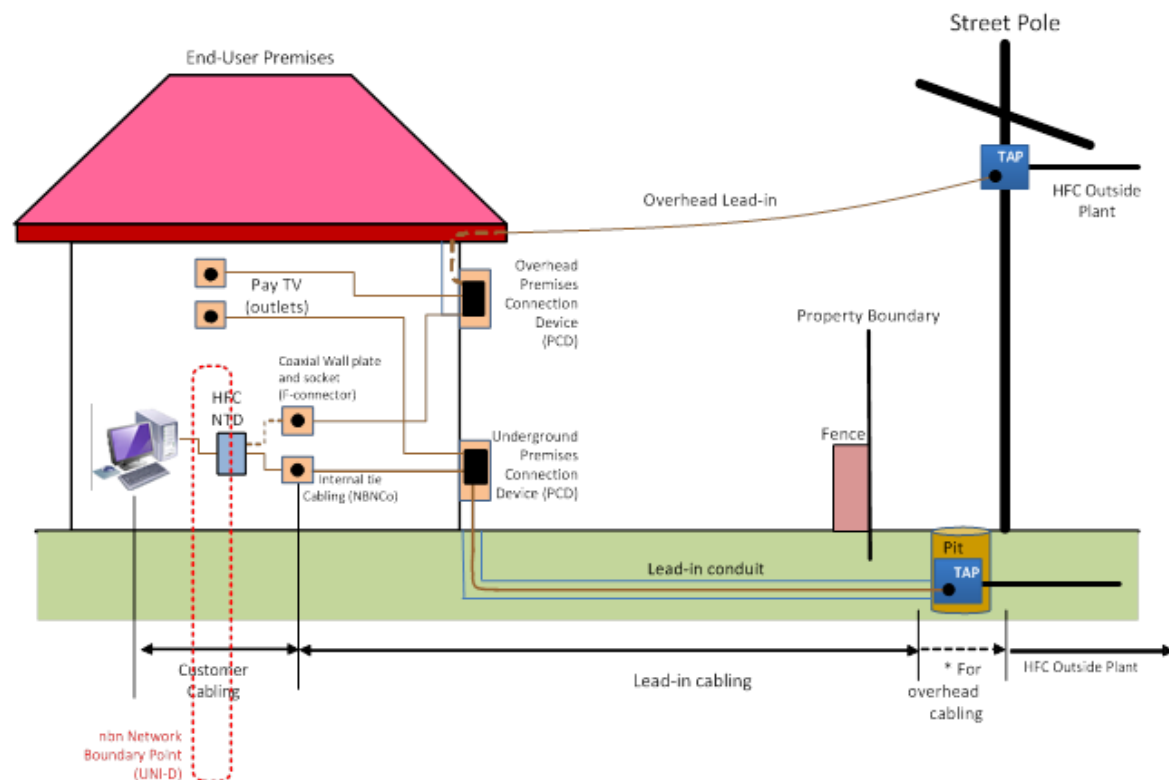 Street Pole
End-User Premises
TAP
HFC Outside
Plant
Overhead Lead-in
Overhead
Premises
Connection
Device
(PCD)
Pay TV
(outlets)
Property Boundary
Coaxial Wall plate
and socket
(F-connector)
HFC
NTD
Fence
Underground
Premises
Connection
Device (PCD)
Internal tie
Cabling (NBNCo)
Pit
TAP
Lead-in conduit
Customer
Cabling
Lead-in cabling
* For
overhead
cabling
HFC Outside Plant
nbn Network
Boundary Point
(UNI-D)